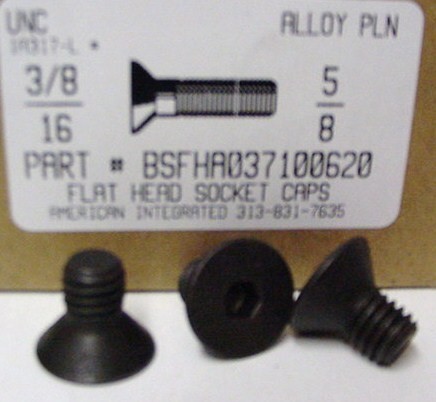 UNC ALLOY PLN
1A317-L *
3/8 5
16 8
PART # BSFHA037100620
FLAT HEAD SOCKET CAPS
AMERICAN INTEGRATED 313-831-7635